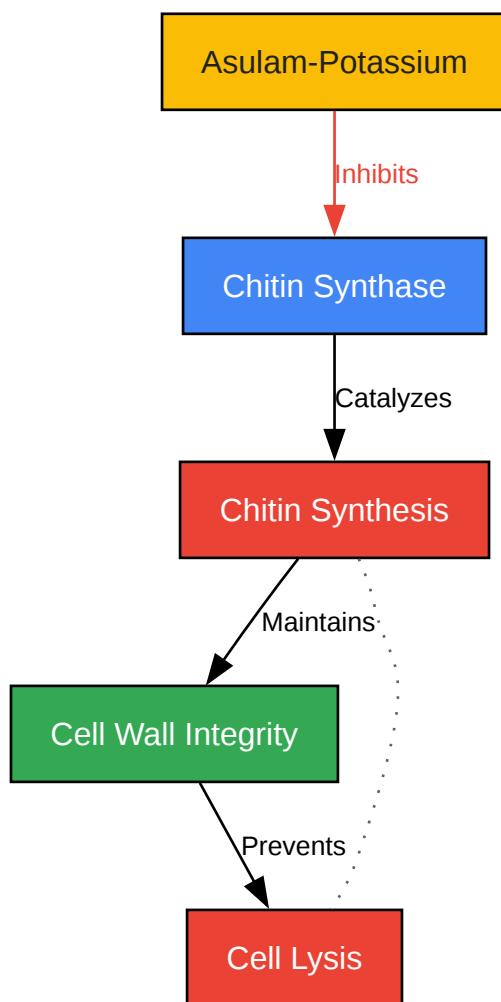 Asulam-Potassium
Inhibits
Chitin Synthase
Catalyzes
Chitin Synthesis
Maintains
Cell Wall Integrity
Prevents
Cell Lysis